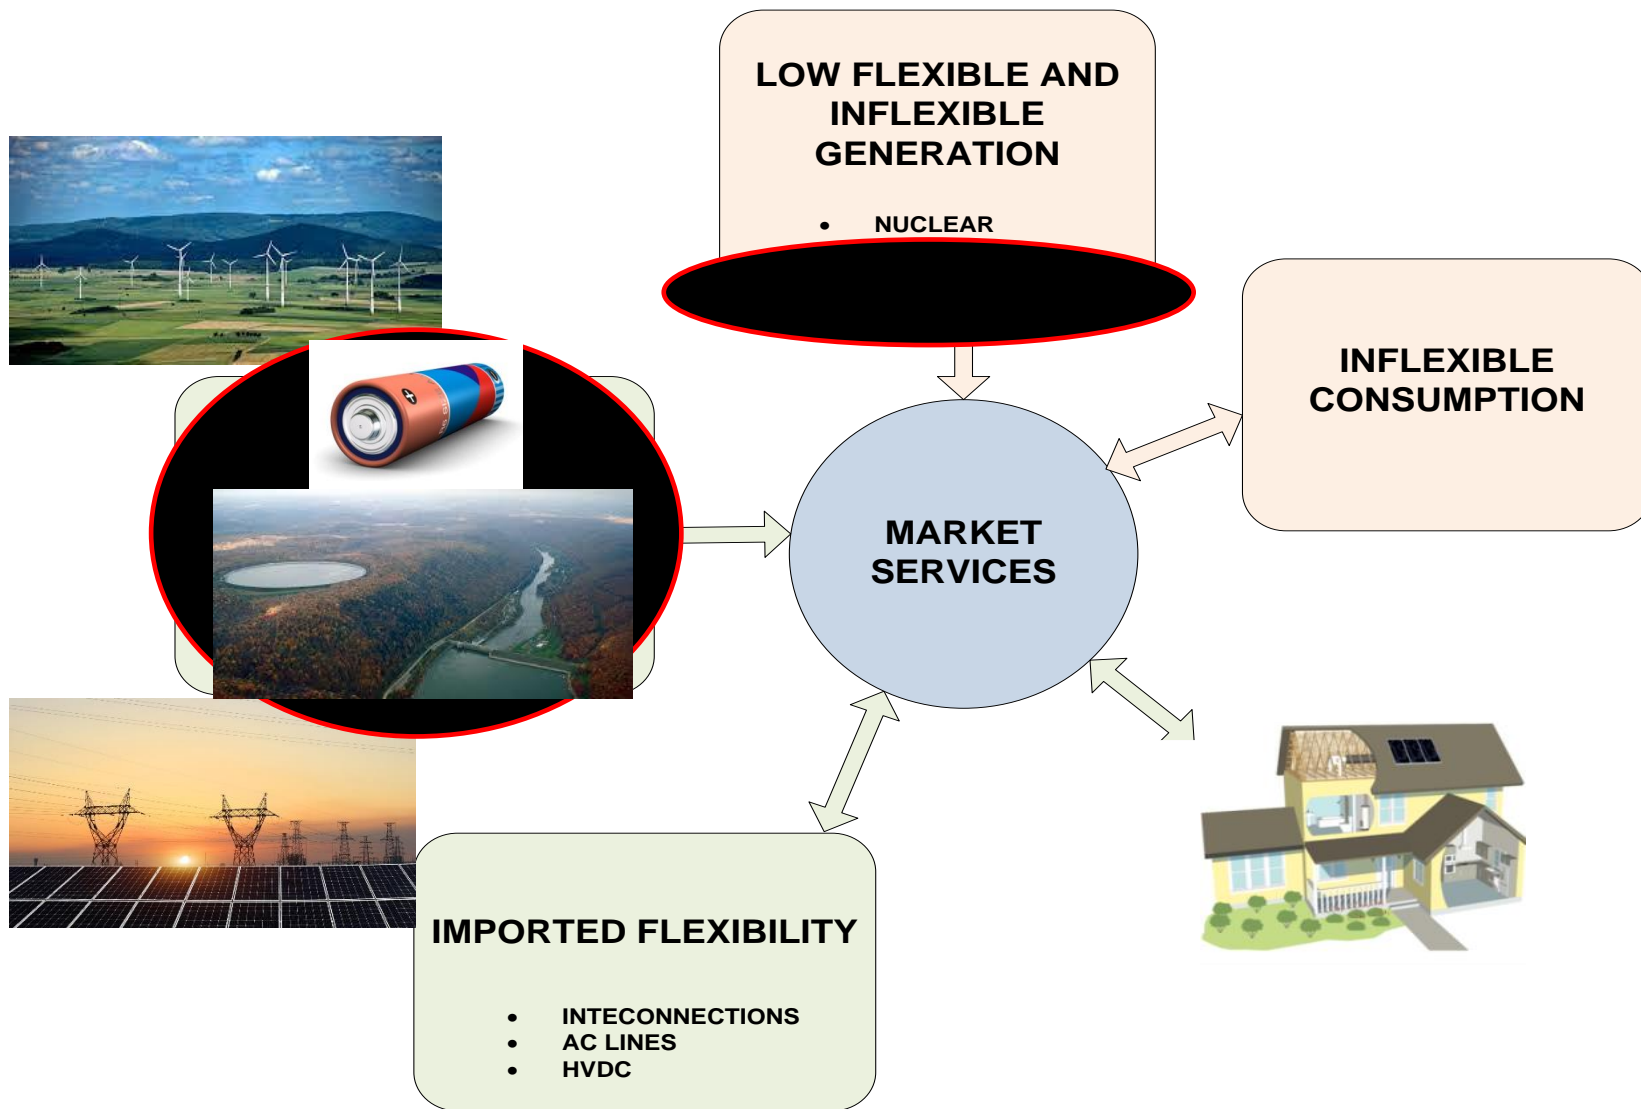 LOW FLEXIBLE AND
INFLEXIBLE
GENERATION
• NUCLEAR
INFLEXIBLE
CONSUMPTION
MARKET
SERVICES
IMPORTED FLEXIBILITY
• INTECONNECTIONS
• AC LINES
• HVDC